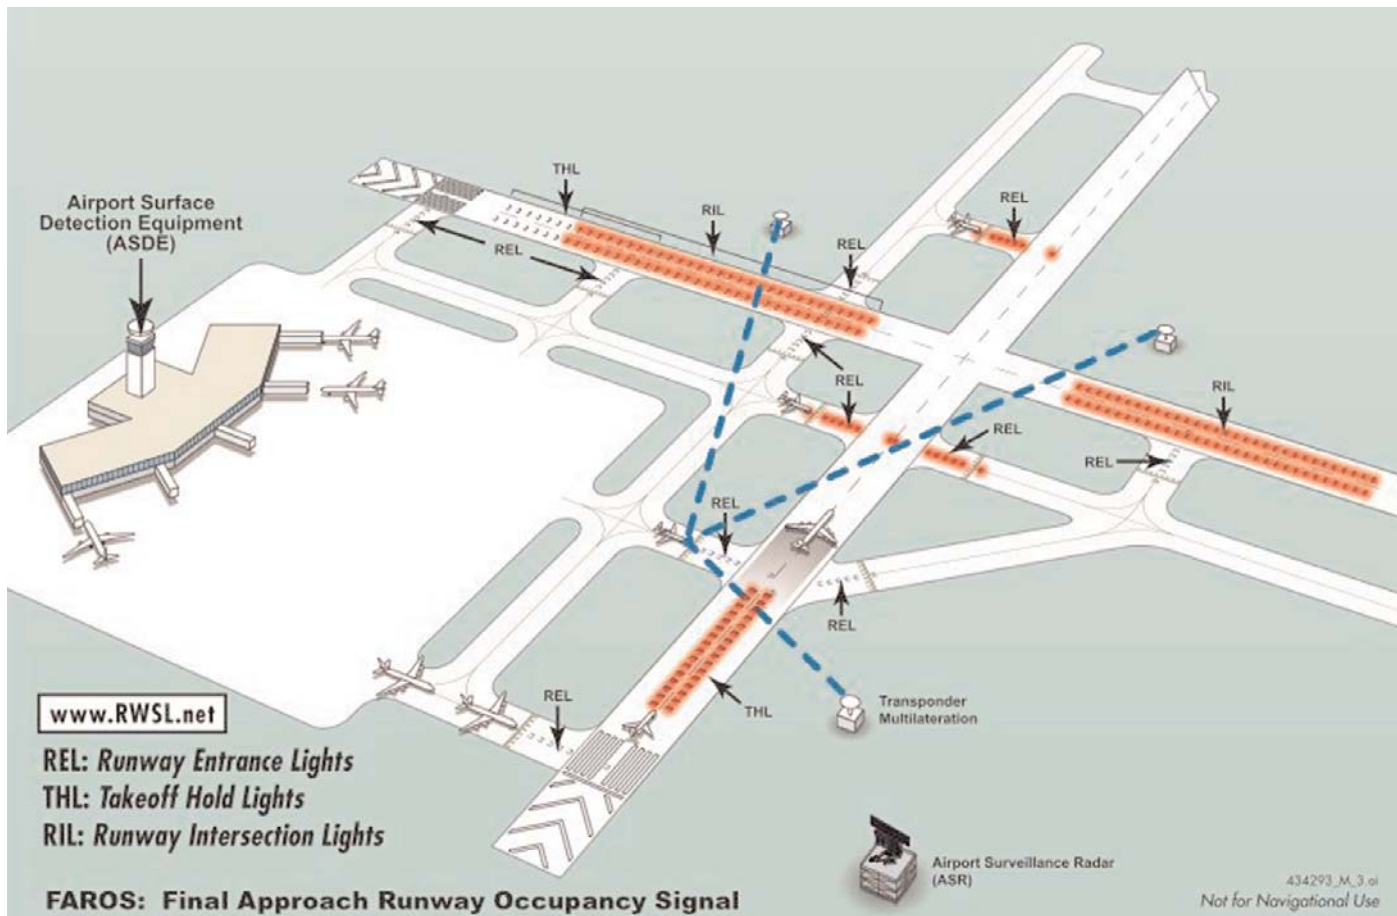 THL
Airport Surface
Detection Equipment
(ASDE)
REL
RIL
REL
REL
REL
RIL
REL
REL
REL
REL
REL
THL
REL
Transponder
Multilateration
www.RWSL.net
REL: Runway Entrance Lights
THL: Takeoff Hold Lights
RIL: Runway Intersection Lights
Airport Surveillance Radar
(ASR)
FAROS: Final Approach Runway Occupancy Signal
434293_M_3.ai
Not for Navigational Use